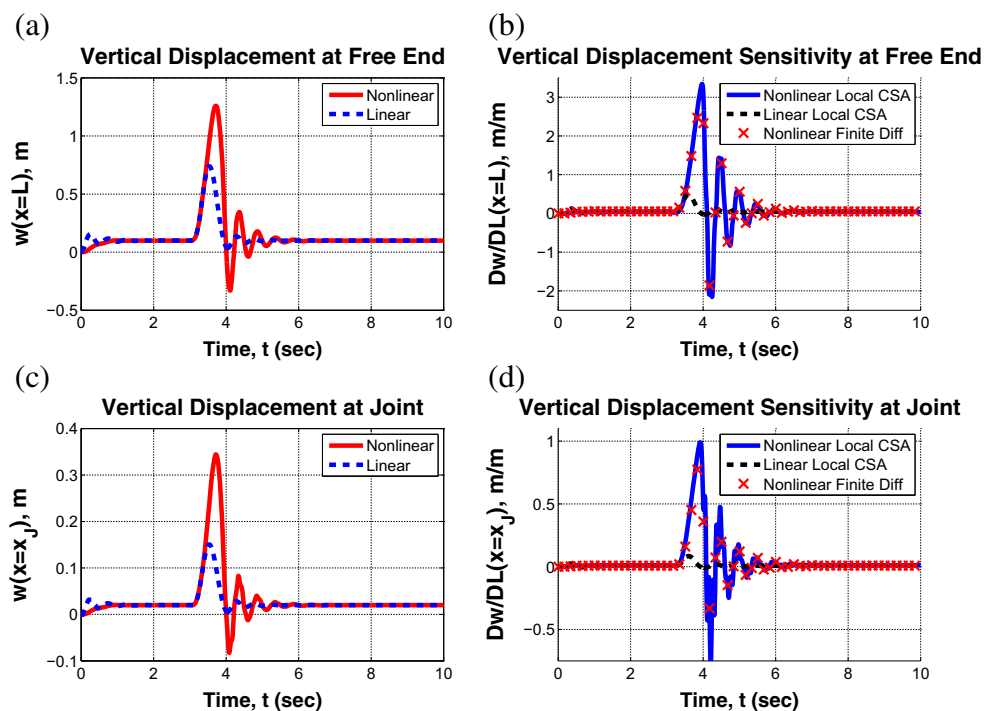 (a)
Vertical Displacement at Free End
w(x=L), m
1.5
1
0.5
0
−0.5
Nonlinear
Linear
0 2 4 6 8 10
Time, t (sec)
(b)
Vertical Displacement Sensitivity at Free End
Dw/DL(x=L), m/m
3
2
1
0
−1
−2
Nonlinear Local CSA
Linear Local CSA
Nonlinear Finite Diff
0 2 4 6 8 10
Time, t (sec)
(c)
Vertical Displacement at Joint
w(x=x_J), m
0.4
0.3
0.2
0.1
0
−0.1
Nonlinear
Linear
0 2 4 6 8 10
Time, t (sec)
(d)
Vertical Displacement Sensitivity at Joint
Dw/DL(x=x_J), m/m
1
0.5
0
−0.5
Nonlinear Local CSA
Linear Local CSA
Nonlinear Finite Diff
0 2 4 6 8 10
Time, t (sec)